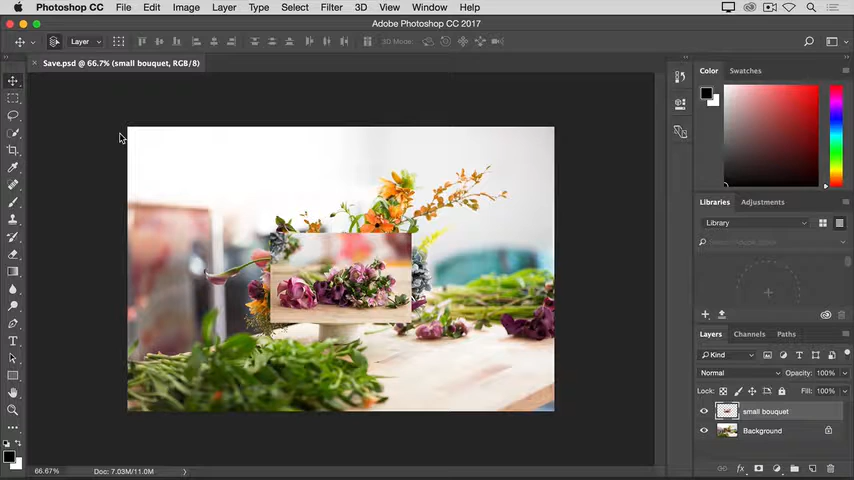 Photoshop CC File Edit Image Layer Type Select Filter 3D View Window Help
Adobe Photoshop CC 2017
Layer 3D Mode:
Save.psd @ 66.7% (small bouquet, RGB/8)
Color Swatches
Libraries Adjustments
Library
Layers Channels Paths
Kind
Normal Opacity: 100%
Lock: Fill: 100%
small bouquet
Background
66.67% Doc: 7.03M/11.0M